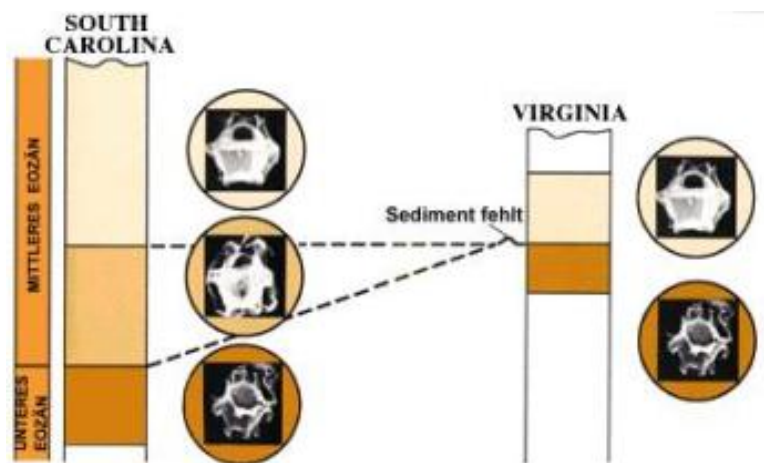 SOUTH
CAROLINA
VIRGINIA
MITTLERES EOZÄN
Sediment fehlt
UNTERES
EOZÄN